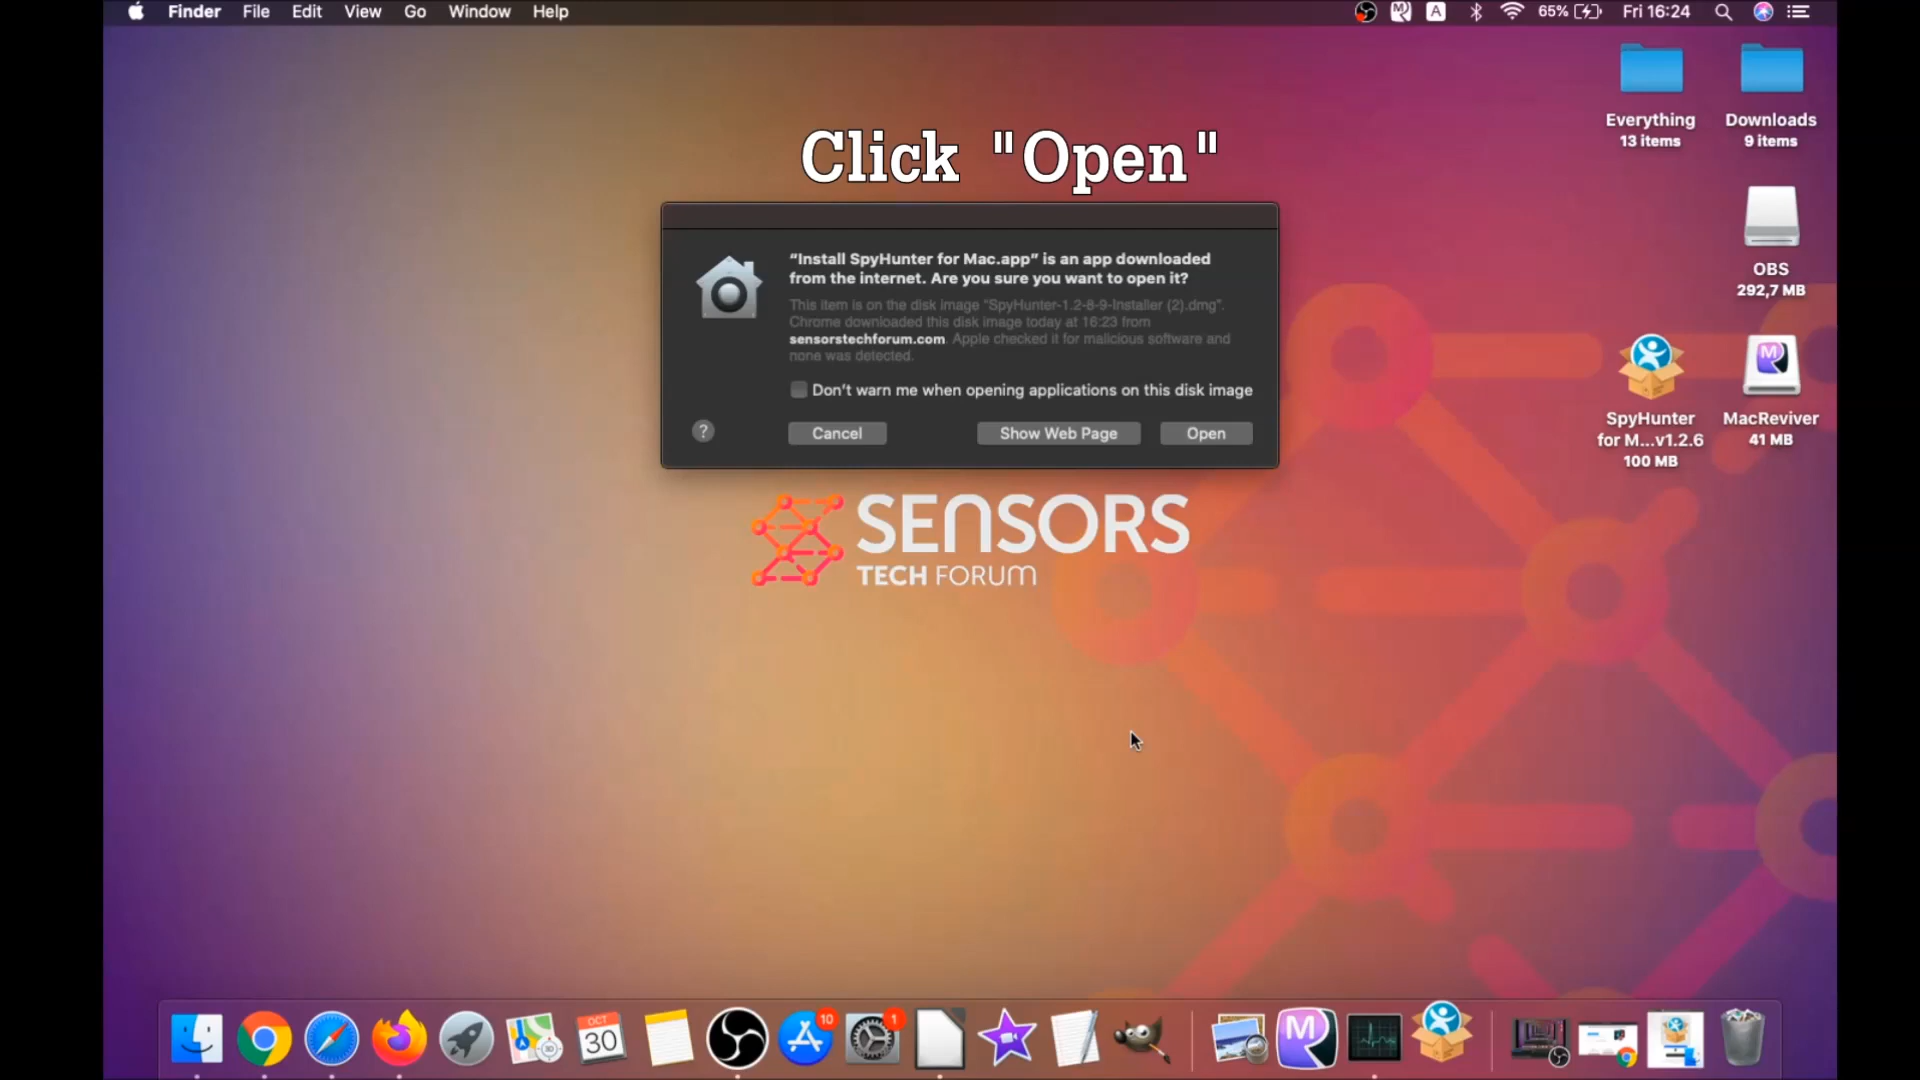 Finder File Edit View Go Window Help
A 65% Fri 16:24
Everything
13 items
Downloads
9 items
Click "Open"
“Install SpyHunter for Mac.app” is an app downloaded
from the internet. Are you sure you want to open it?
This item is on the disk image “SpyHunter-1.2-8-9-Installer (2).dmg”.
Chrome downloaded this disk image today at 16:23 from
sensorstechforum.com. Apple checked it for malicious software and
none was detected.
Don’t warn me when opening applications on this disk image
? Cancel Show Web Page Open
OBS
292,7 MB
SpyHunter
for M...v1.2.6
100 MB
MacReviver
41 MB
SENSORS
TECH FORUM
OCT
30
10
1
M